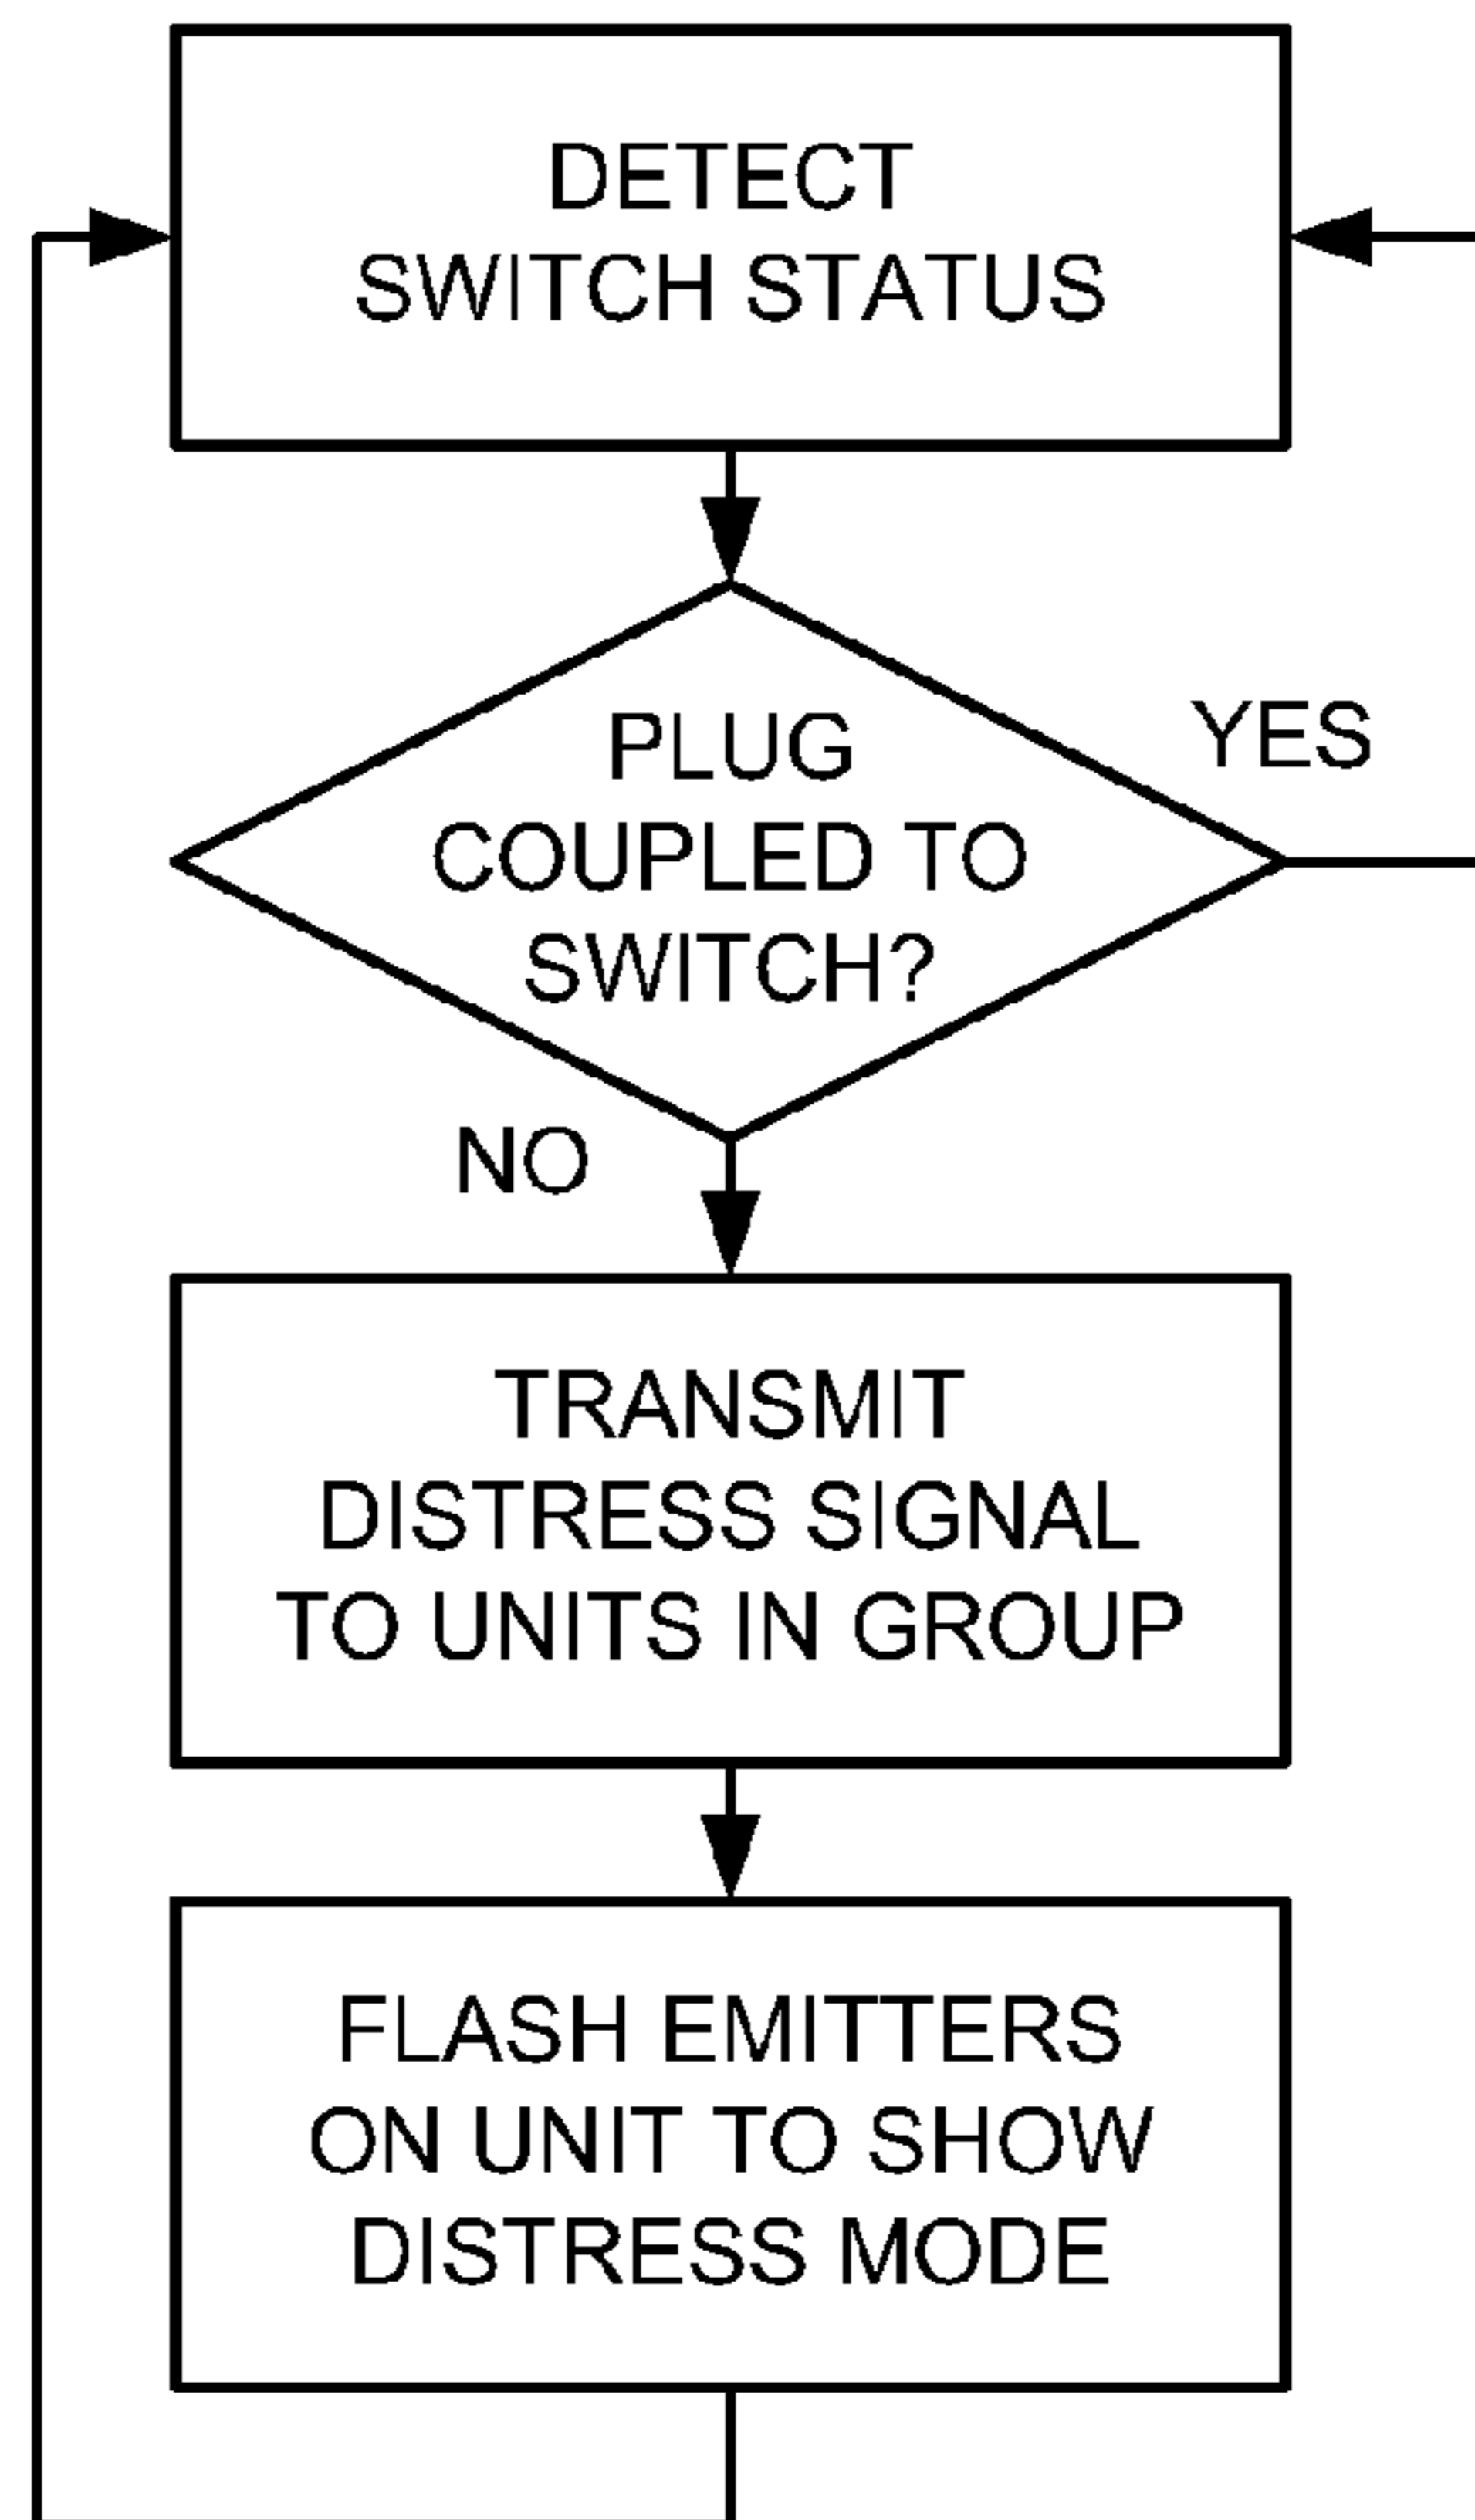 DETECT
SWITCH STATUS
PLUG
COUPLED TO
SWITCH?
YES
NO
TRANSMIT
DISTRESS SIGNAL
TO UNITS IN GROUP
FLASH EMITTERS
ON UNIT TO SHOW
DISTRESS MODE